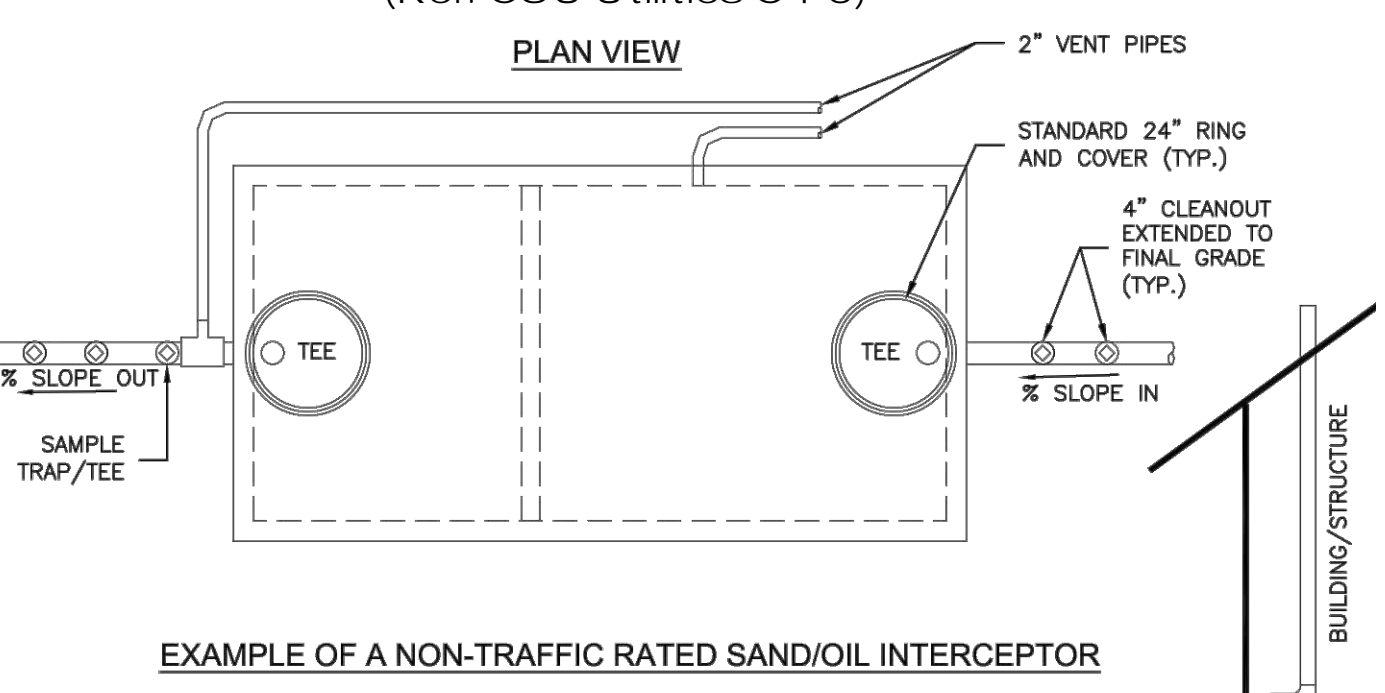 PLAN VIEW
2" VENT PIPES
STANDARD 24" RING
AND COVER (TYP.)
4" CLEANOUT
EXTENDED TO
FINAL GRADE
(TYP.)
TEE
TEE
% SLOPE OUT
% SLOPE IN
SAMPLE
TRAP/TEE
BUILDING/STRUCTURE
EXAMPLE OF A NON-TRAFFIC RATED SAND/OIL INTERCEPTOR